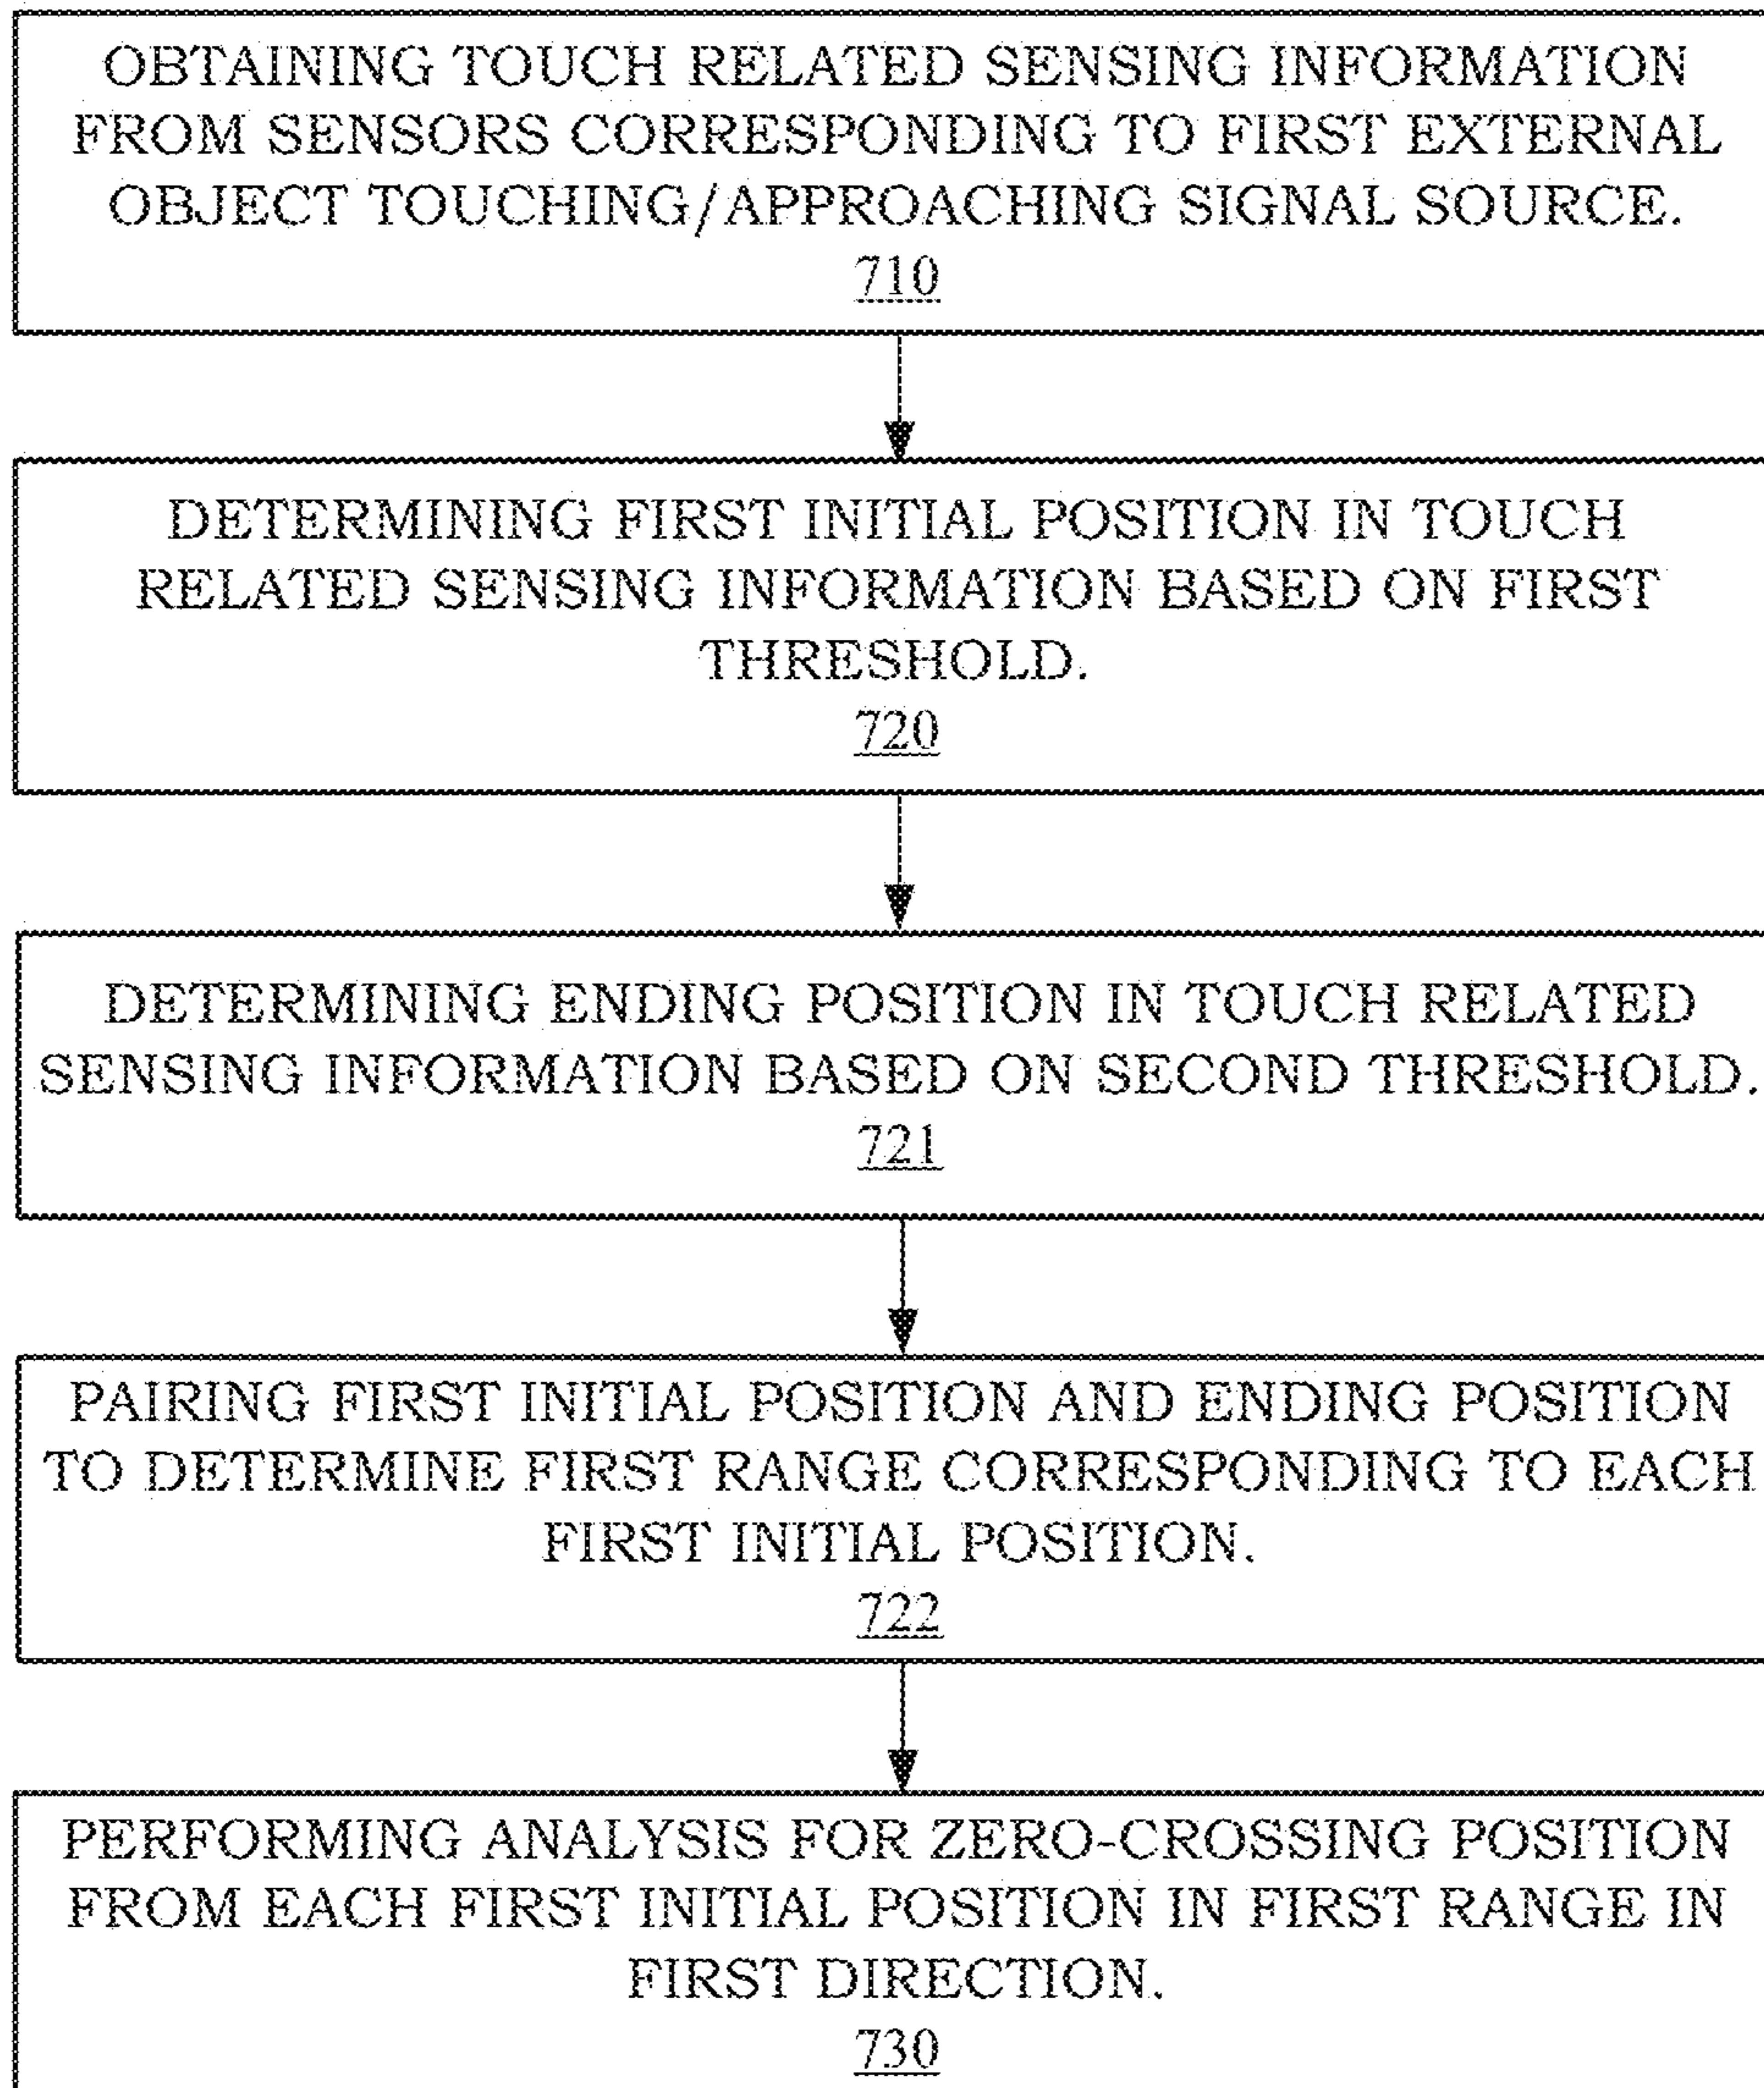 OBTAINING TOUCH RELATED SENSING INFORMATION
FROM SENSORS CORRESPONDING TO FIRST EXTERNAL
OBJECT TOUCHING/APPROACHING SIGNAL SOURCE.
710
DETERMINING FIRST INITIAL POSITION IN TOUCH
RELATED SENSING INFORMATION BASED ON FIRST
THRESHOLD.
720
DETERMINING ENDING POSITION IN TOUCH RELATED
SENSING INFORMATION BASED ON SECOND THRESHOLD.
721
PAIRING FIRST INITIAL POSITION AND ENDING POSITION
TO DETERMINE FIRST RANGE CORRESPONDING TO EACH
FIRST INITIAL POSITION.
722
PERFORMING ANALYSIS FOR ZERO-CROSSING POSITION
FROM EACH FIRST INITIAL POSITION IN FIRST RANGE IN
FIRST DIRECTION.
730